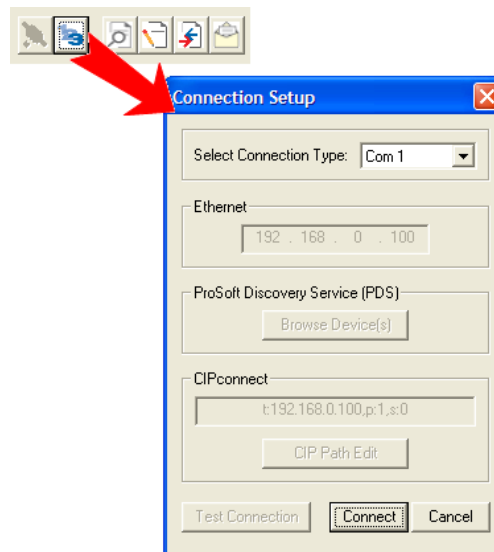 Connection Setup
Select Connection Type: Com 1
Ethernet
192 . 168 . 0 . 100
ProSoft Discovery Service (PDS)
Browse Device(s)
CIPconnect
t:192.168.0.100,p:1,s:0
CIP Path Edit
Test Connection Connect Cancel